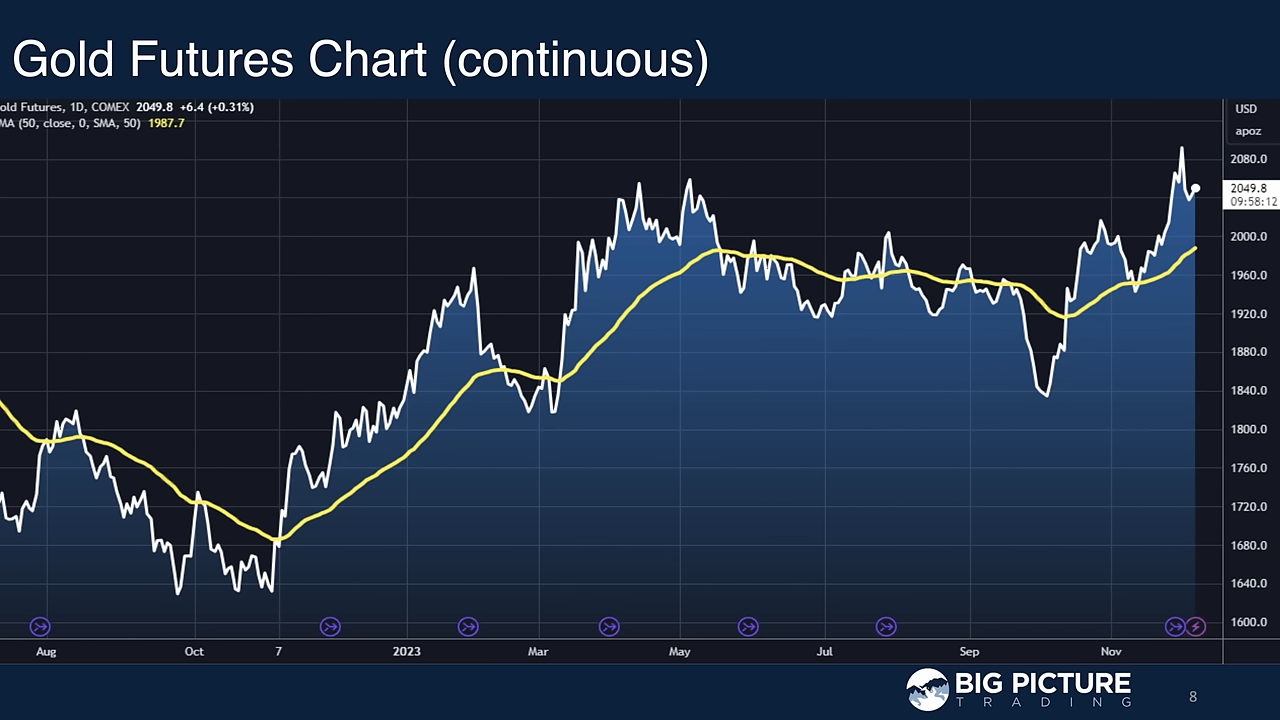 Gold Futures Chart (continuous)
old Futures, 1D, COMEX 2049.8 +6.4 (+0.31%)
MA (50, close, 0, SMA, 50) 1987.7
USD
apoz
2080.0
2049.8
09:58:12
2000.0
1960.0
1920.0
1880.0
1840.0
1800.0
1760.0
1720.0
1680.0
1640.0
1600.0
Aug Oct 7 2023 Mar May Jul Sep Nov
BIG PICTURE
TRADING
8